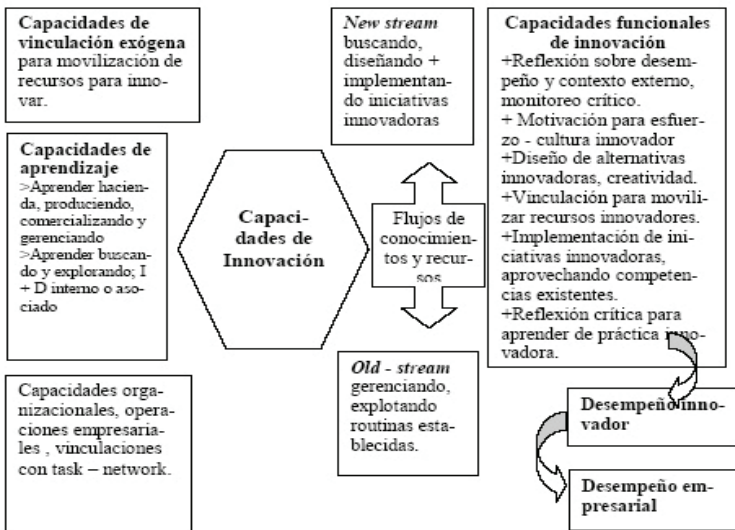 Capacidades de
vinculación exógena
para movilización de
recursos para inno-
var.
Capacidades de
aprendizaje
>Aprender hacien-
da, produciendo,
comercializando y
gerenciando
>Aprender buscan-
do y explorando; I
+ D interno o aso-
ciado
Capacidades orga-
nizacionales, opera-
ciones empresaria-
les , vinculaciones
con task – network.
Capaci-
dades de
Innovación
New stream
buscando,
diseñando +
implementan-
do iniciativas
innovadoras
Flujos de
conocimien-
tos y recur-
sos
Old - stream
gerenciando,
explotando
routinas esta-
blecidas.
Capacidades funcionales
de innovación
+Reflexión sobre desem-
peño y contexto externo,
monitoreo crítico.
+ Motivación para esfuer-
zo - cultura innovador
+Diseño de alternativas
innovadoras, creatividad.
+Vinculación para movili-
zar recursos innovadores.
+Implementación de ini-
ciativas innovadoras,
aprovechando competen-
cias existentes.
+Reflexión crítica para
aprender de práctica inno-
vadora.
Desempeño inno-
vador
Desempeño em-
presarial